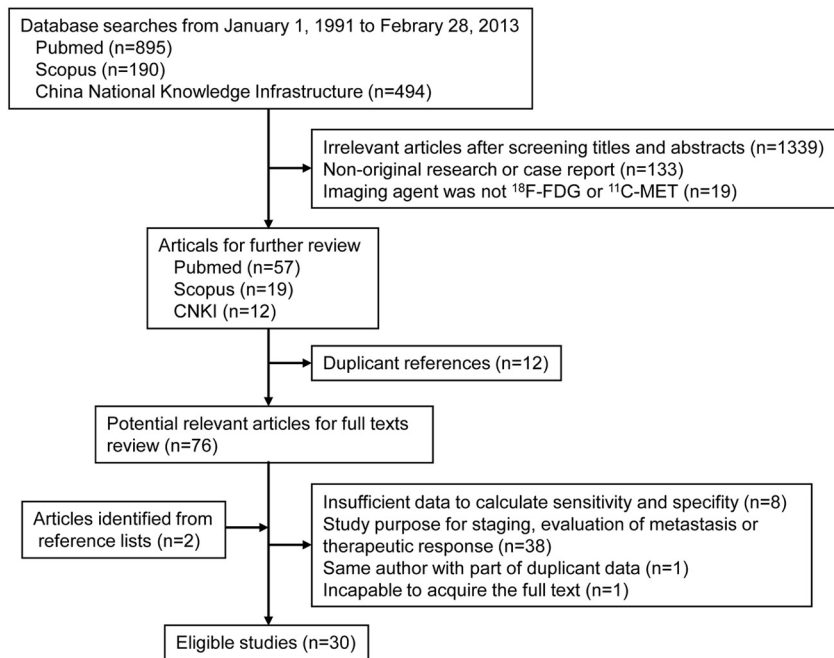 Database searches from January 1, 1991 to Febrary 28, 2013
Pubmed (n=895)
Scopus (n=190)
China National Knowledge Infrastructure (n=494)
Irrelevant articles after screening titles and abstracts (n=1339)
Non-original research or case report (n=133)
Imaging agent was not ¹⁸F-FDG or ¹¹C-MET (n=19)
Articals for further review
Pubmed (n=57)
Scopus (n=19)
CNKI (n=12)
Duplicant references (n=12)
Potential relevant articles for full texts
review (n=76)
Articles identified from
reference lists (n=2)
Insufficient data to calculate sensitivity and specifity (n=8)
Study purpose for staging, evaluation of metastasis or
therapeutic response (n=38)
Same author with part of duplicant data (n=1)
Incapable to acquire the full text (n=1)
Eligible studies (n=30)